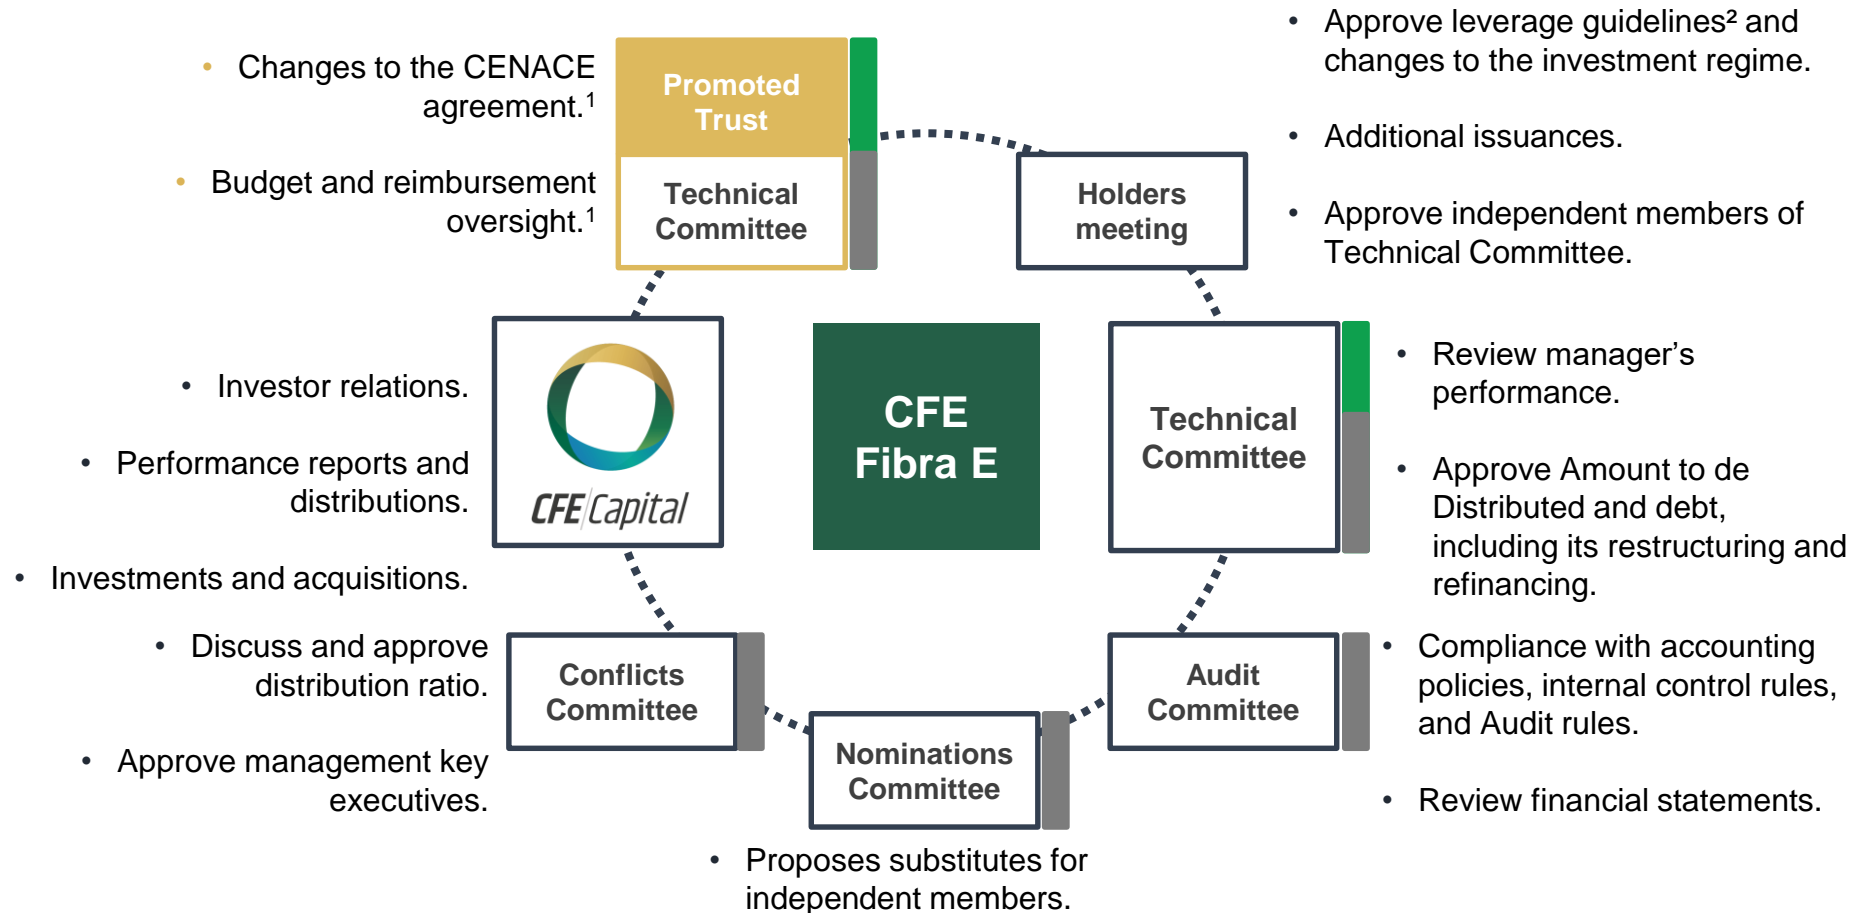 • Changes to the CENACE
agreement.¹
• Budget and reimbursement
oversight.¹
Promoted
Trust
Technical
Committee
Holders
meeting
• Approve leverage guidelines² and
changes to the investment regime.
• Additional issuances.
• Approve independent members of
Technical Committee.
• Investor relations.
• Performance reports and
distributions.
• Investments and acquisitions.
CFE/Capital
CFE
Fibra E
Technical
Committee
• Review manager’s
performance.
• Approve Amount to de
Distributed and debt,
including its restructuring and
refinancing.
• Discuss and approve
distribution ratio.
• Approve management key
executives.
Conflicts
Committee
Nominations
Committee
• Proposes substitutes for
independent members.
Audit
Committee
• Compliance with accounting
policies, internal control rules,
and Audit rules.
• Review financial statements.